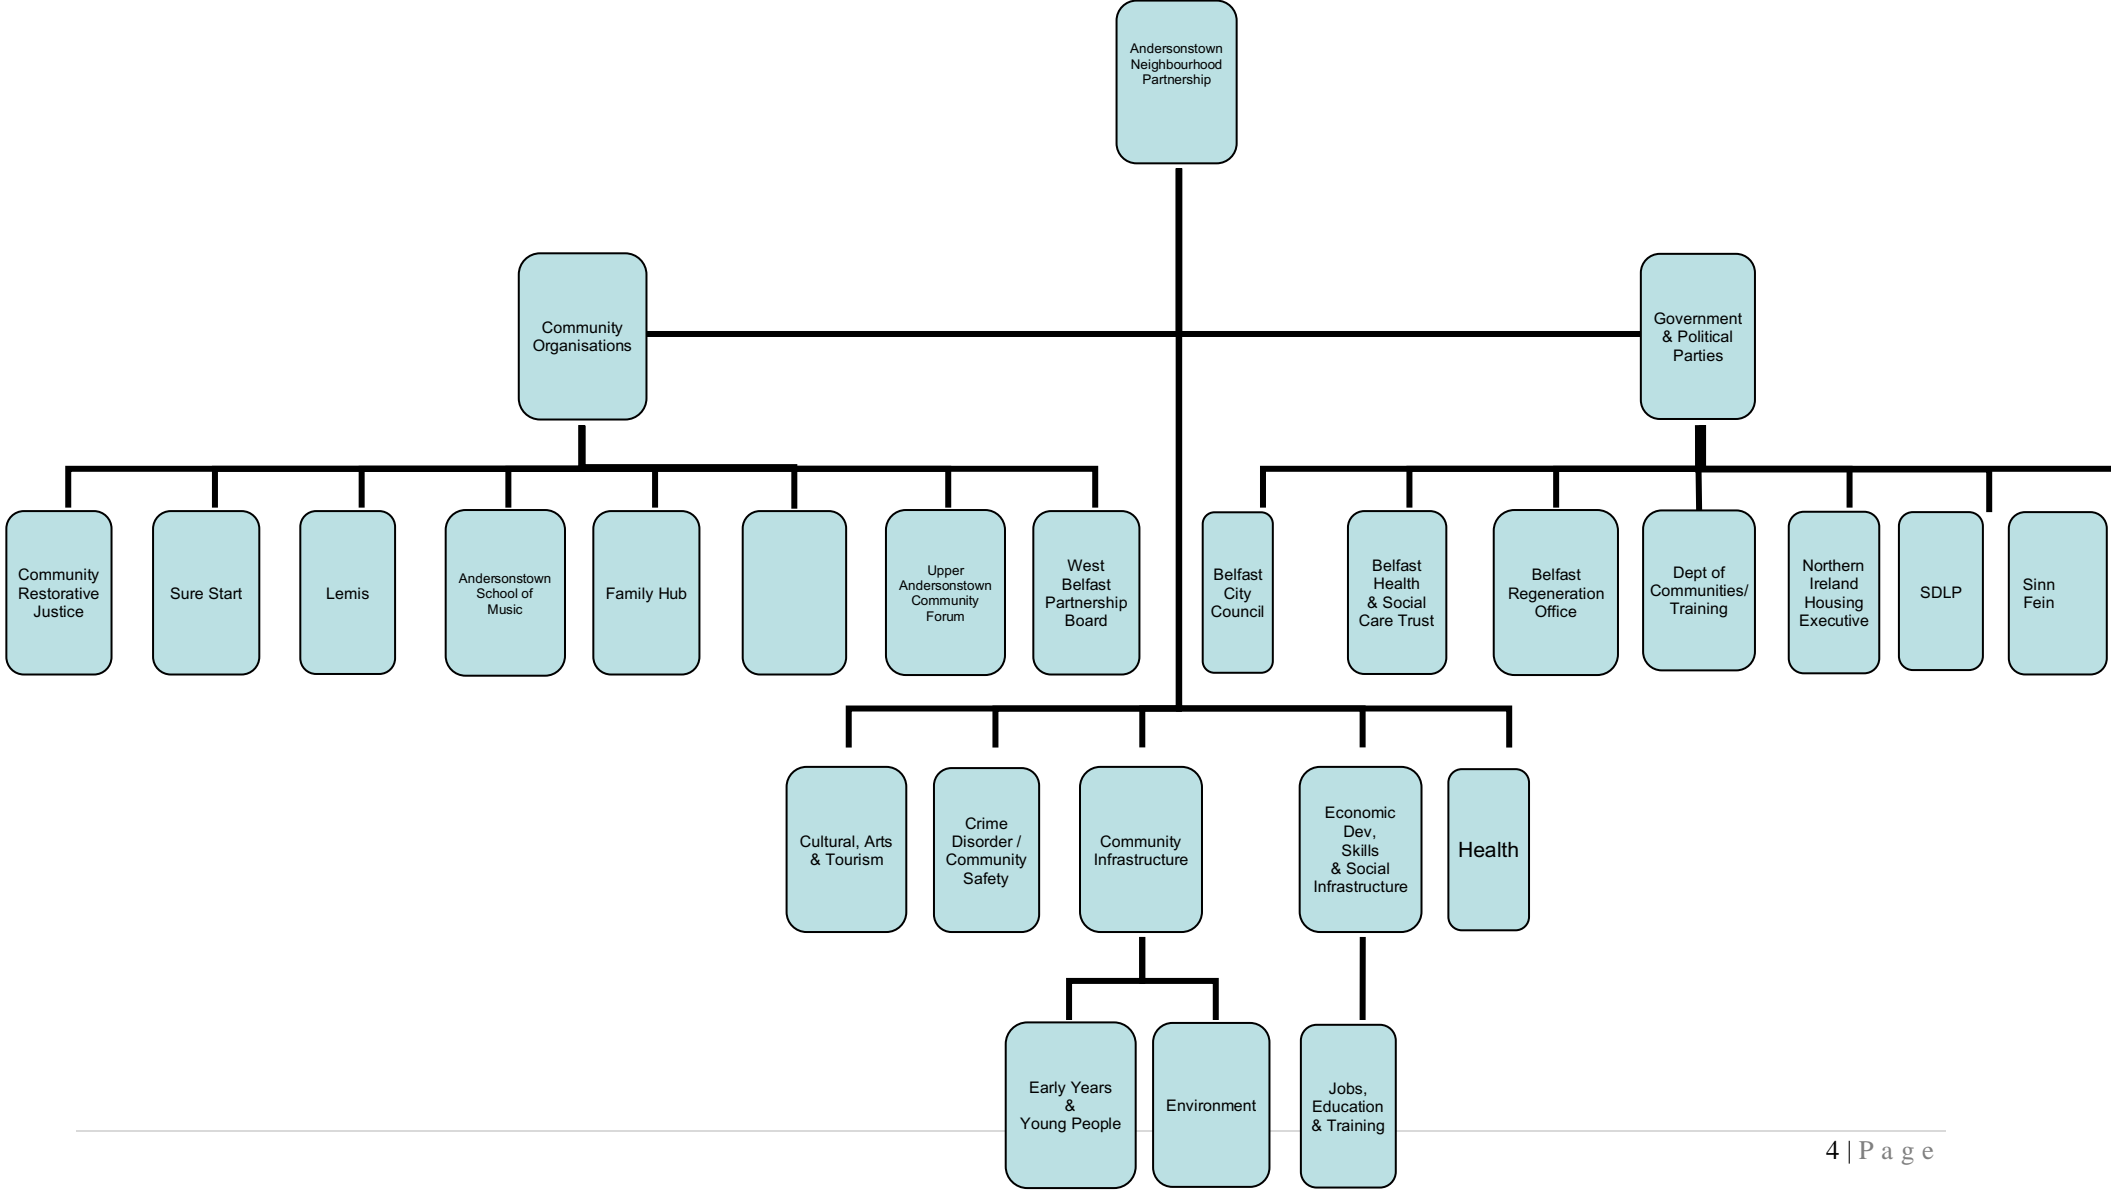 Andersonstown
Neighbourhood
Partnership
Community
Organisations
Government
& Political
Parties
Community
Restorative
Justice
Sure Start
Lemis
Andersonstown
School of
Music
Family Hub
Upper
Andersonstown
Community
Forum
West
Belfast
Partnership
Board
Belfast
City
Council
Belfast
Health
& Social
Care Trust
Belfast
Regeneration
Office
Dept of
Communities/
Training
Northern
Ireland
Housing
Executive
SDLP
Sinn
Fein
Cultural, Arts
& Tourism
Crime
Disorder /
Community
Safety
Community
Infrastructure
Economic
Dev,
Skills
& Social
Infrastructure
Health
Early Years
&
Young People
Environment
Jobs,
Education
& Training
4 | P a g e